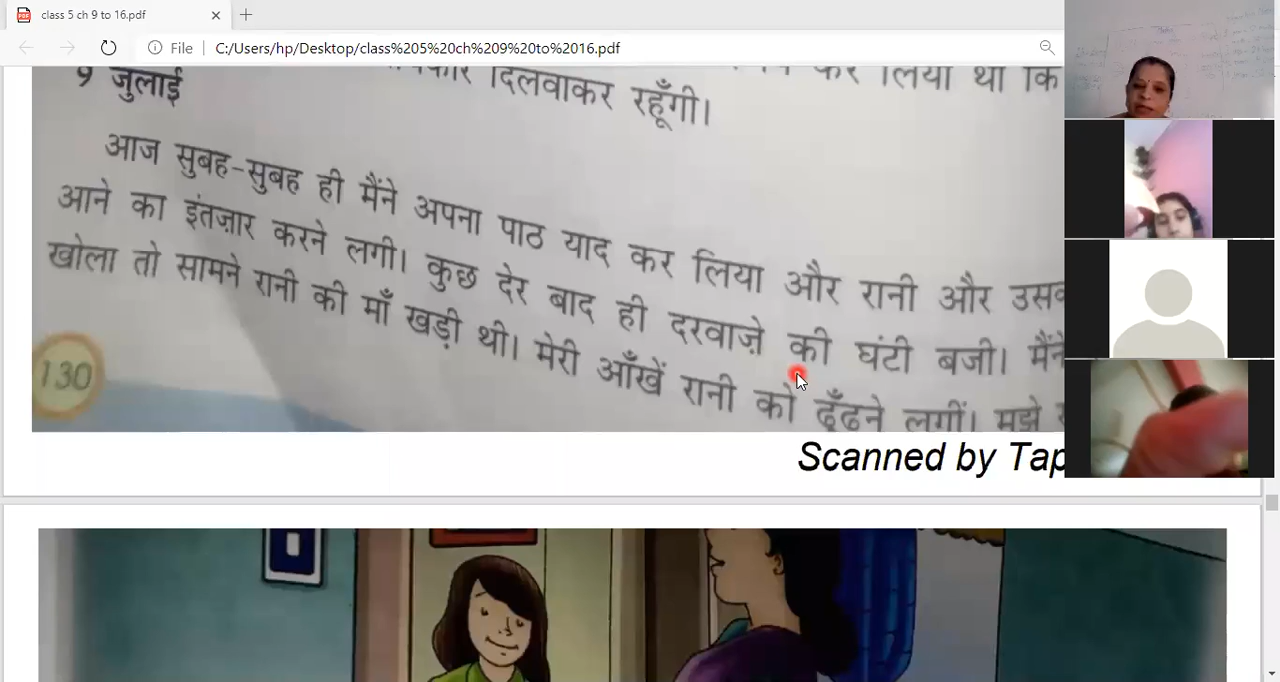 class 5 ch 9 to 16.pdf
File
C:/Users/hp/Desktop/class%205%20ch%209%20to%2016.pdf
दिलवाकर रहूँगी। कर लिया था कि
9 जुलाई
आज सुबह-सुबह ही मैंने अपना पाठ याद कर लिया और रानी और
आने का इंतज़ार करने लगी। कुछ देर बाद ही दरवाज़े की घंटी बजी। मैंने
खोला तो सामने रानी की माँ खड़ी थी। मेरी आँखें रानी को ढूँढने लगीं। मुझे
130
Scanned by